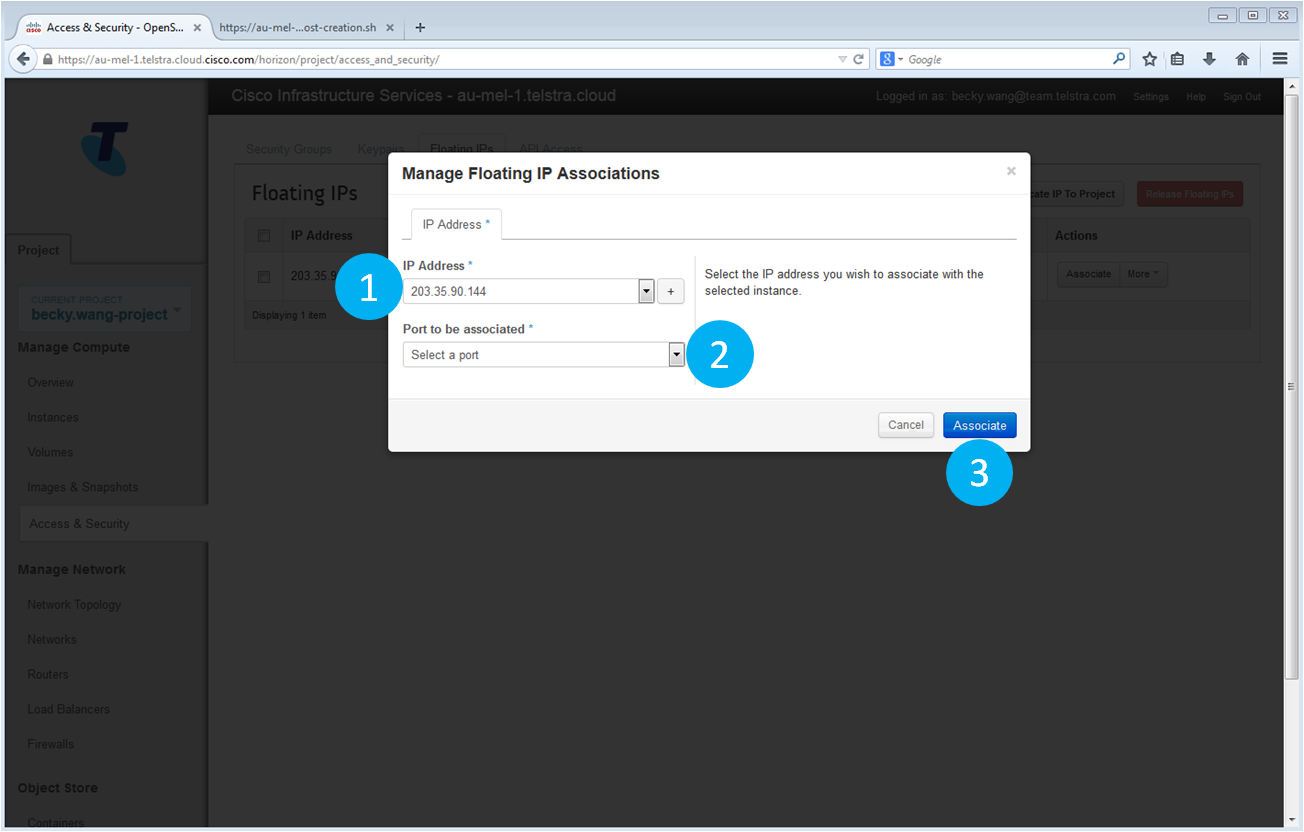 Access & Security - OpenS...
https://au-mel-...ost-creation.sh
https://au-mel-1.telstra.cloud.cisco.com/horizon/project/access_and_security/
Google
Cisco Infrastructure Services - au-mel-1.telstra.cloud
Logged in as: becky.wang@team.telstra.com Settings Help Sign Out
Security Groups Keypairs Floating IPs API Access
Manage Floating IP Associations
Floating IPs
cate IP To Project
Release Floating IPs
IP Address *
IP Address
Actions
Project
IP Address *
1
203.35.9
203.35.90.144
+
Select the IP address you wish to associate with the
selected instance.
Associate More
CURRENT PROJECT
becky.wang-project
Displaying 1 item
Port to be associated *
Select a port
2
Manage Compute
Overview
Instances
Cancel
Associate
3
Volumes
Images & Snapshots
Access & Security
Manage Network
Network Topology
Networks
Routers
Load Balancers
Firewalls
Object Store
Containers